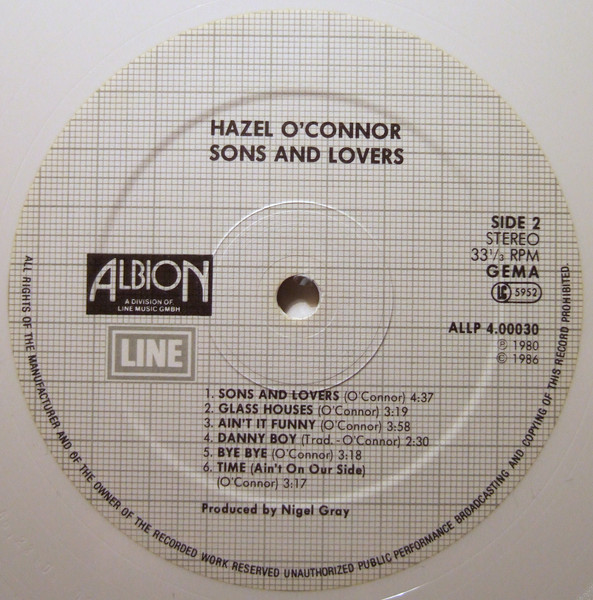 HAZEL O'CONNOR
SONS AND LOVERS
SIDE 2
STEREO
33⅓ RPM
GEMA
LC 5952
ALBION
A DIVISION OF
LINE MUSIC GMBH
LINE
ALLP 4.00030
℗ 1980
© 1986
1. SONS AND LOVERS (O'Connor) 4:37
2. GLASS HOUSES (O'Connor) 3:19
3. AIN'T IT FUNNY (O'Connor) 3:58
4. DANNY BOY (Trad. - O'Connor) 2:30
5. BYE BYE (O'Connor) 3:18
6. TIME (Ain't On Our Side)
(O'Connor) 3:17
Produced by Nigel Gray
ALL RIGHTS OF THE MANUFACTURER AND OF THE OWNER OF THE RECORDED WORK RESERVED UNAUTHORIZED PUBLIC PERFORMANCE BROADCASTING AND COPYING OF THIS RECORD PROHIBITED.